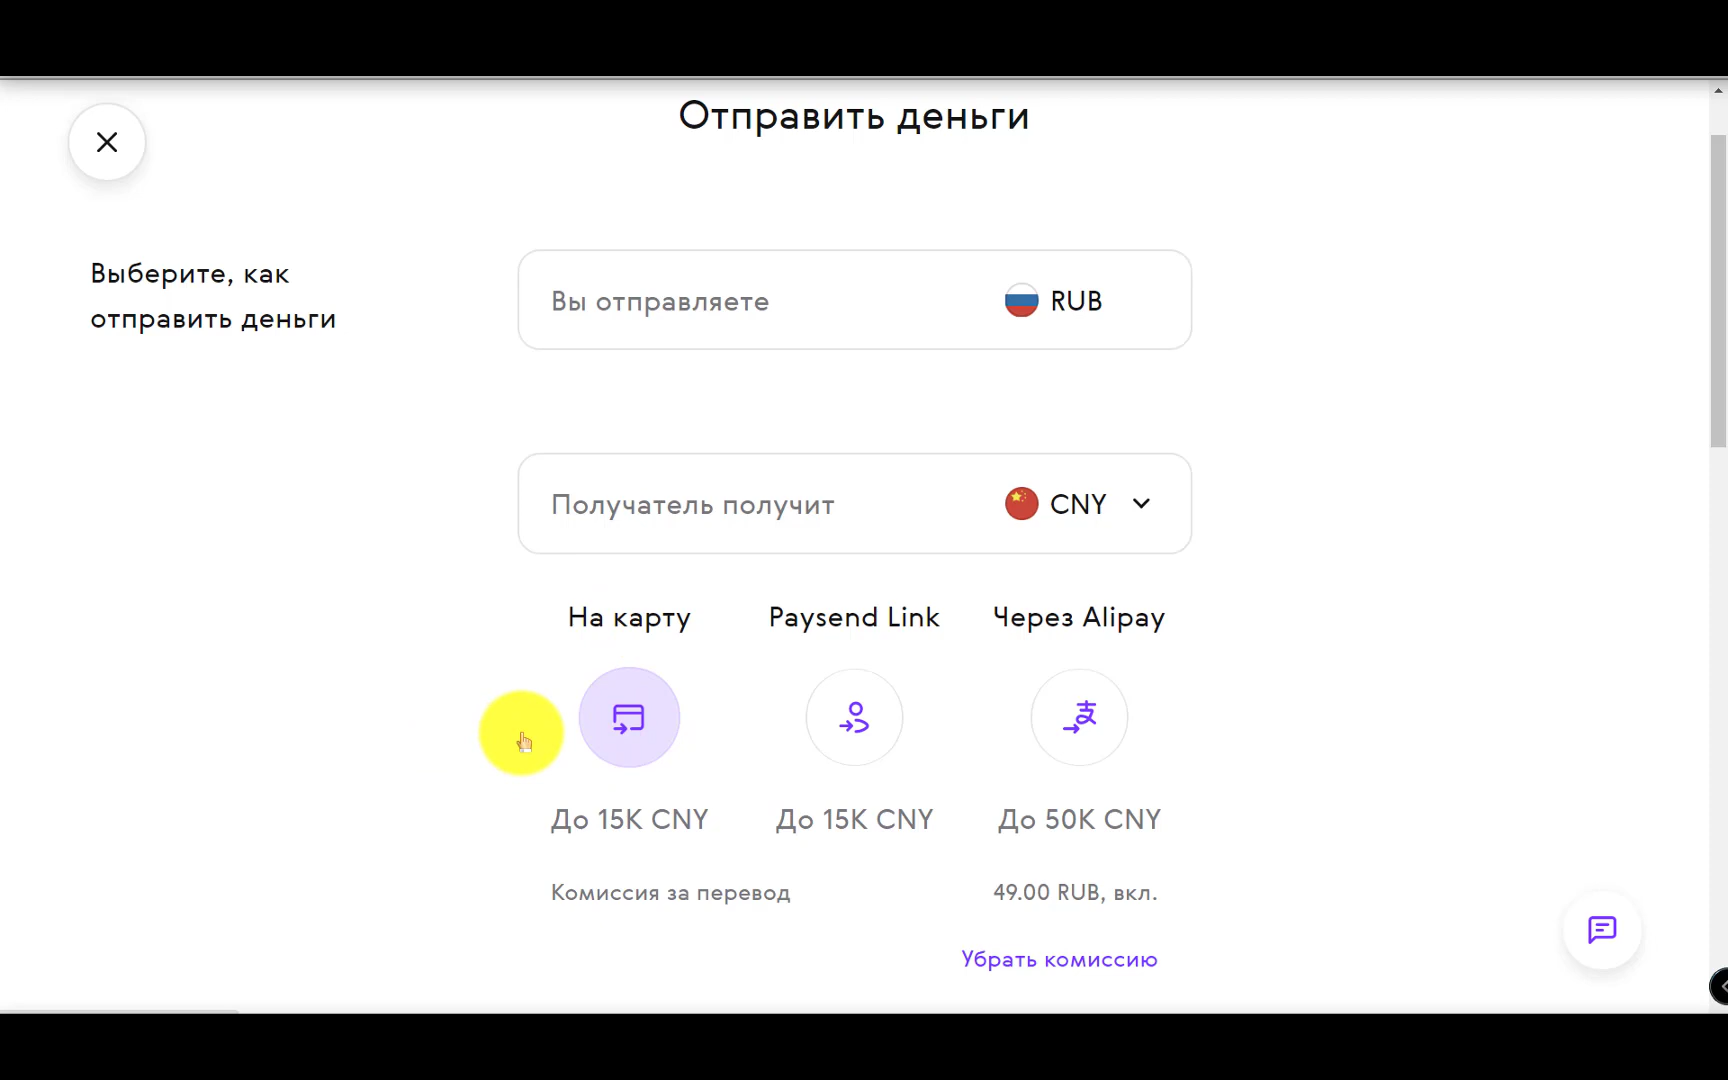 Отправить деньги
Выберите, как
отправить деньги
Вы отправляете
RUB
Получатель получит
CNY
На карту
Paysend Link
Через Alipay
До 15K CNY
До 15K CNY
До 50K CNY
Комиссия за перевод
49.00 RUB, вкл.
Убрать комиссию